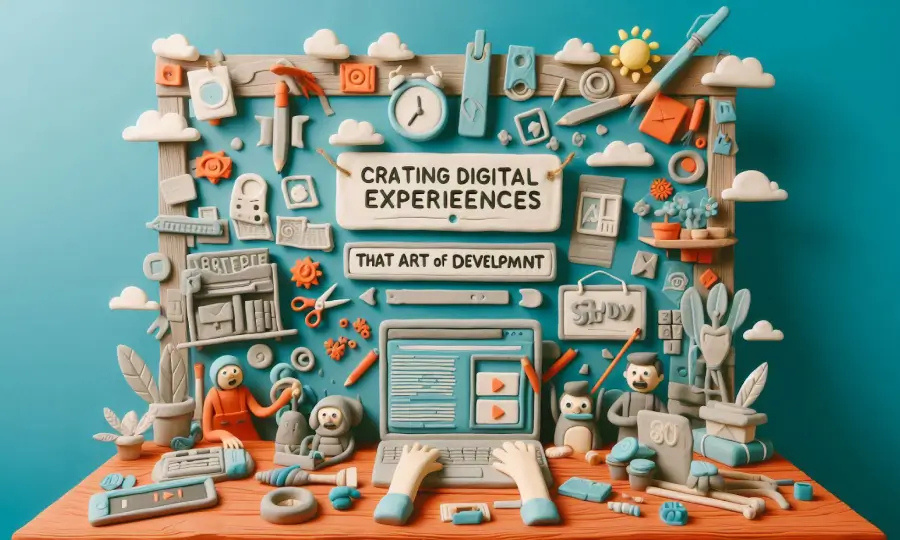 CRATING DIGITAL
EXPERIEENCES
THAT ART OF DEVELPMNT